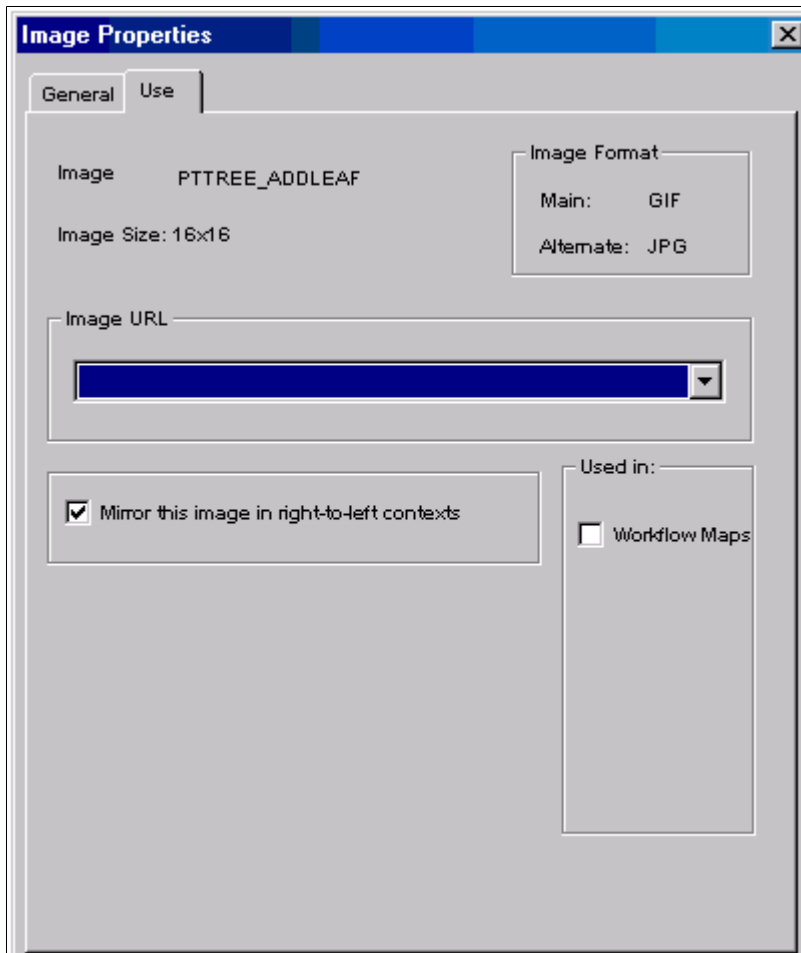 Image Properties
General Use
Image PTTREE_ADDLEAF
Image Size: 16x16
Image Format
Main: GIF
Alternate: JPG
Image URL
Mirror this image in right-to-left contexts
Used in:
Workflow Maps